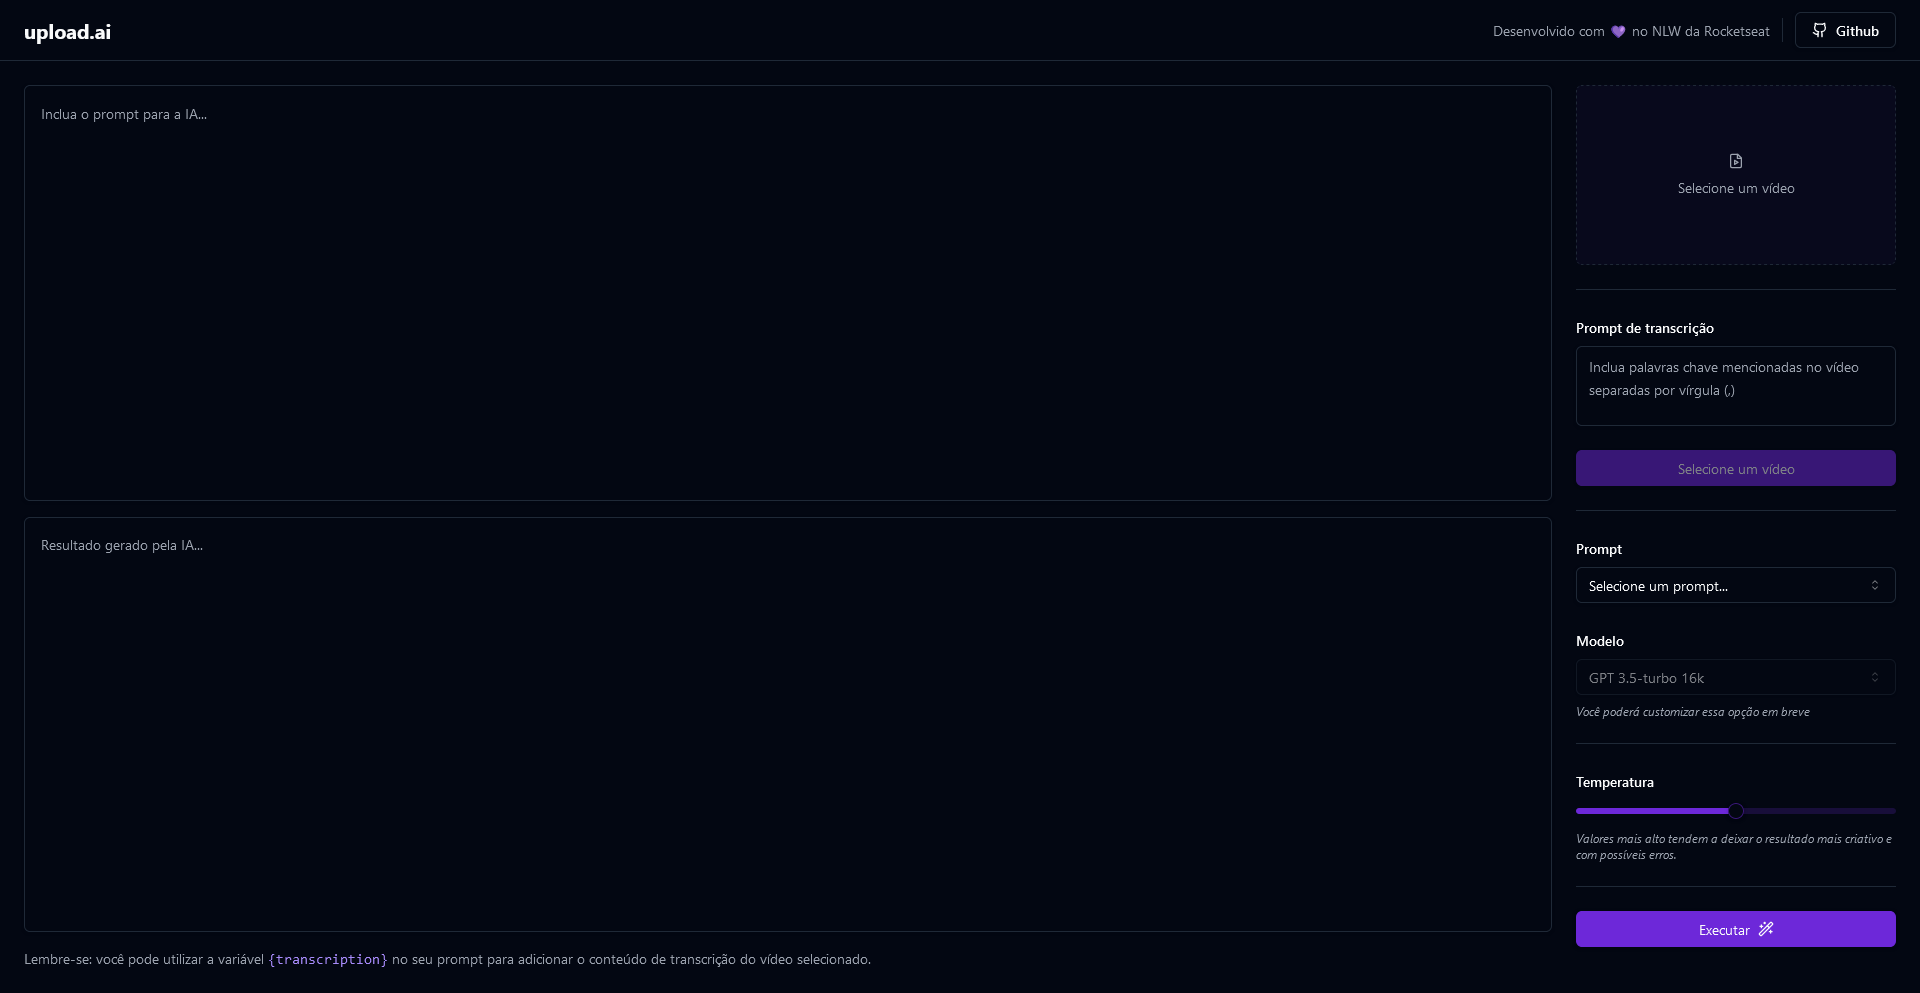 upload.ai
Desenvolvido com 💜 no NLW da Rocketseat
Github
Inclua o prompt para a IA...
Resultado gerado pela IA...
Lembre-se: você pode utilizar a variável {transcription} no seu prompt para adicionar o conteúdo de transcrição do vídeo selecionado.
Selecione um vídeo
Prompt de transcrição
Inclua palavras chave mencionadas no vídeo
separadas por vírgula (,)
Selecione um vídeo
Prompt
Selecione um prompt...
Modelo
GPT 3.5-turbo 16k
Você poderá customizar essa opção em breve
Temperatura
Valores mais alto tendem a deixar o resultado mais criativo e
com possíveis erros.
Executar